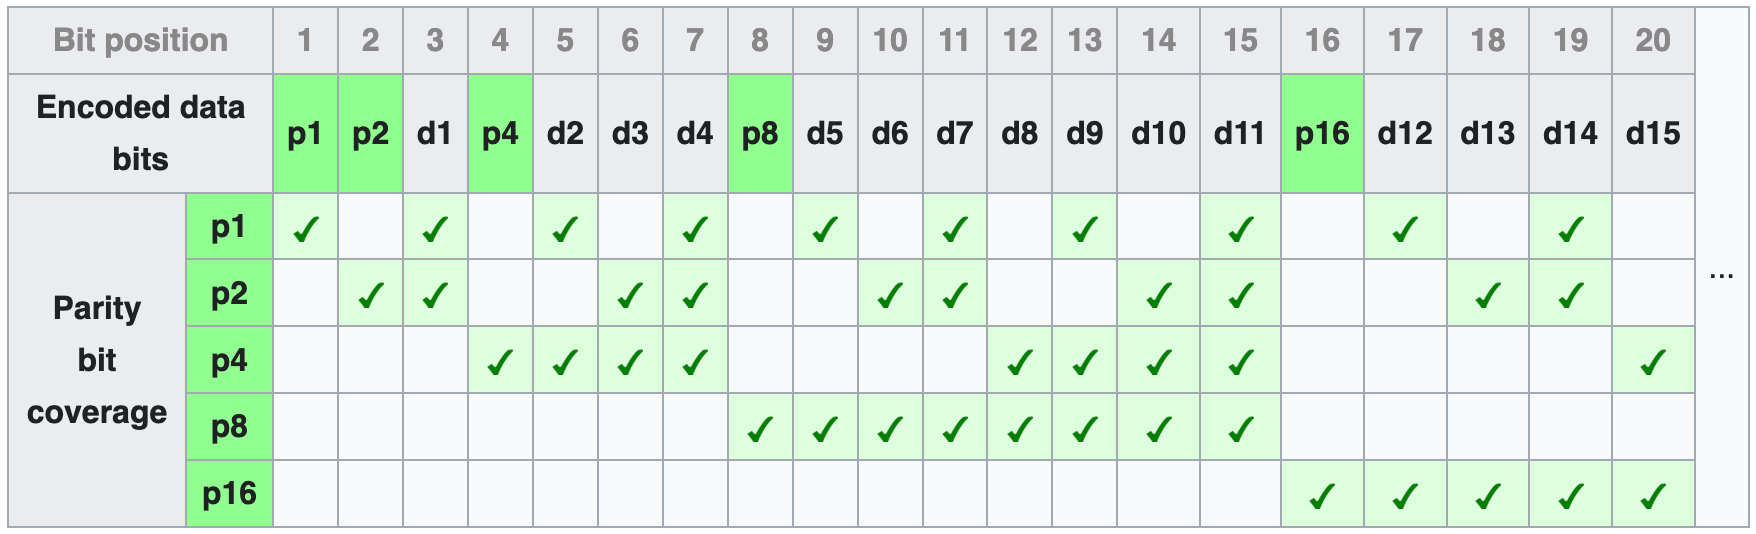 Bit position 1 2 3 4 5 6 7 8 9 10 11 12 13 14 15 16 17 18 19 20 ...
Encoded data
bits
p1 p2 d1 p4 d2 d3 d4 p8 d5 d6 d7 d8 d9 d10 d11 p16 d12 d13 d14 d15
Parity
bit
coverage
p1 ✓ ✓ ✓ ✓ ✓ ✓ ✓ ✓ ✓ ✓
p2 ✓ ✓ ✓ ✓ ✓ ✓ ✓ ✓ ✓ ✓
p4 ✓ ✓ ✓ ✓ ✓ ✓ ✓ ✓ ✓
p8 ✓ ✓ ✓ ✓ ✓ ✓ ✓ ✓
p16 ✓ ✓ ✓ ✓ ✓